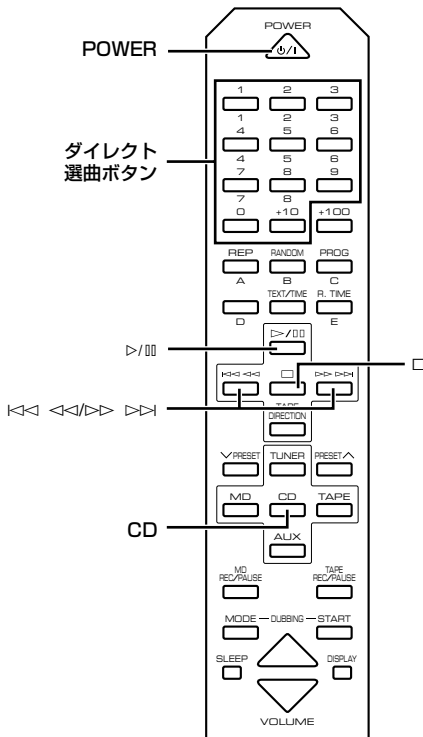 POWER
POWER
⏻/I
1 2 3
1 2 3
ダイレクト
選曲ボタン
4 5 6
4 5 6
7 8 9
7 8
0 +10 +100
REP RANDOM PROG
A B C
TEXT/TIME R. TIME
D E
▷/▯▯
▷/▯▯
|◁◁ ◁◁ □ ▷▷ ▷▷|
□
|◁◁ ◁◁/▷▷ ▷▷|
TAPE
DIRECTION
∨PRESET TUNER PRESET∧
MD CD TAPE
CD
AUX
MD
REC/PAUSE
TAPE
REC/PAUSE
MODE — DUBBING — START
SLEEP DISPLAY
VOLUME